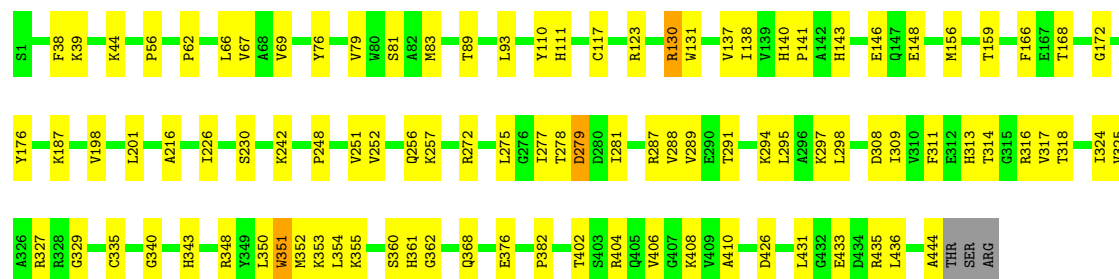 S1 F38 K39 K44 P56 P62 L66 V67 A68 V69 Y76 V79 W80 S81 A82 M83 T89 L93 Y110 H111 C117 R123 R130 W131 V137 I138 V139 H140 P141 A142 H143 E146 Q147 E148 M156 T159 F166 E167 T168 G172
Y176 K187 V198 L201 A216 I226 S230 K242 P248 V251 V252 Q256 K257 R272 L275 G276 I277 T278 D279 D280 I281 R287 V288 V289 E290 T291 K294 L295 A296 K297 L298 D308 I309 V310 F311 E312 H313 T314 G315 R316 V317 T318 I324 V325
A326 R327 R328 G329 C335 G340 H343 R348 Y349 L350 W351 M352 K353 L354 K355 S360 H361 G362 Q368 E376 P382 T402 S403 R404 Q405 V406 G407 K408 V409 A410 D426 L431 G432 E433 D434 R435 L436 A444 THR SER ARG